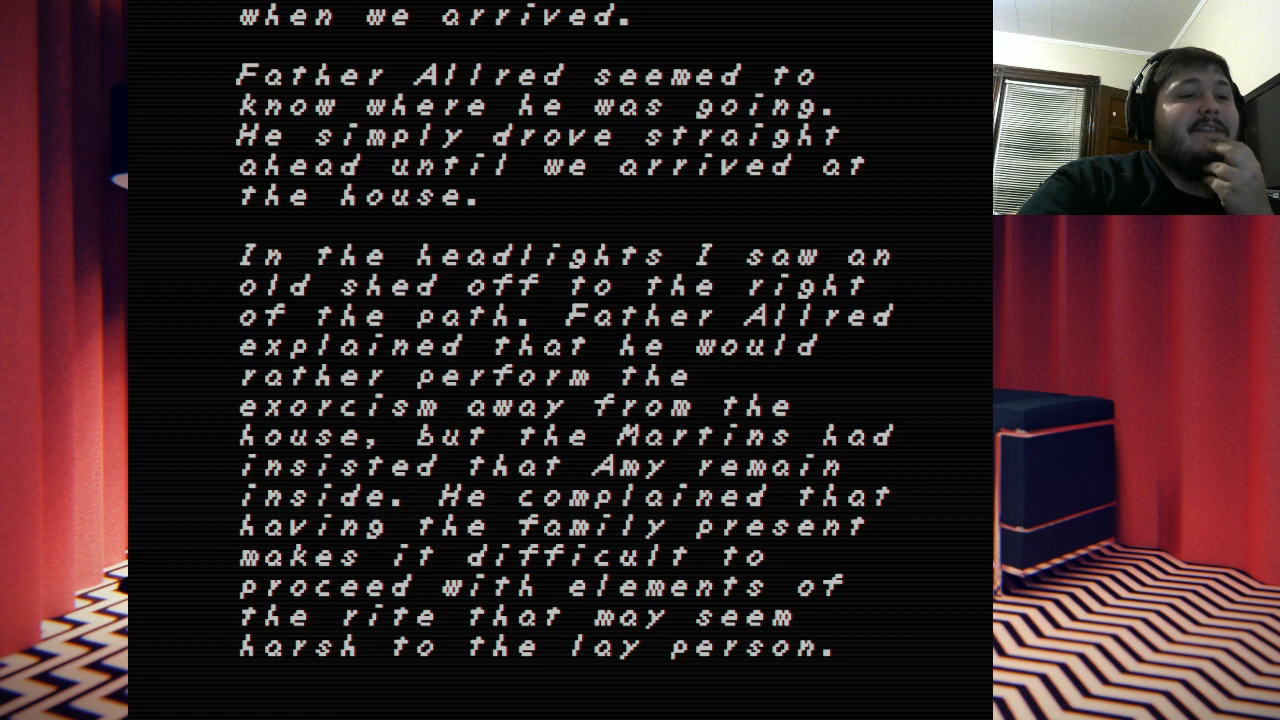 when we arrived.
Father Allred seemed to
know where he was going.
He simply drove straight
ahead until we arrived at
the house.
In the headlights I saw an
old shed off to the right
of the path. Father Allred
explained that he would
rather perform the
exorcism away from the
house, but the Martins had
insisted that Amy remain
inside. He complained that
having the family present
makes it difficult to
proceed with elements of
the rite that may seem
harsh to the lay person.